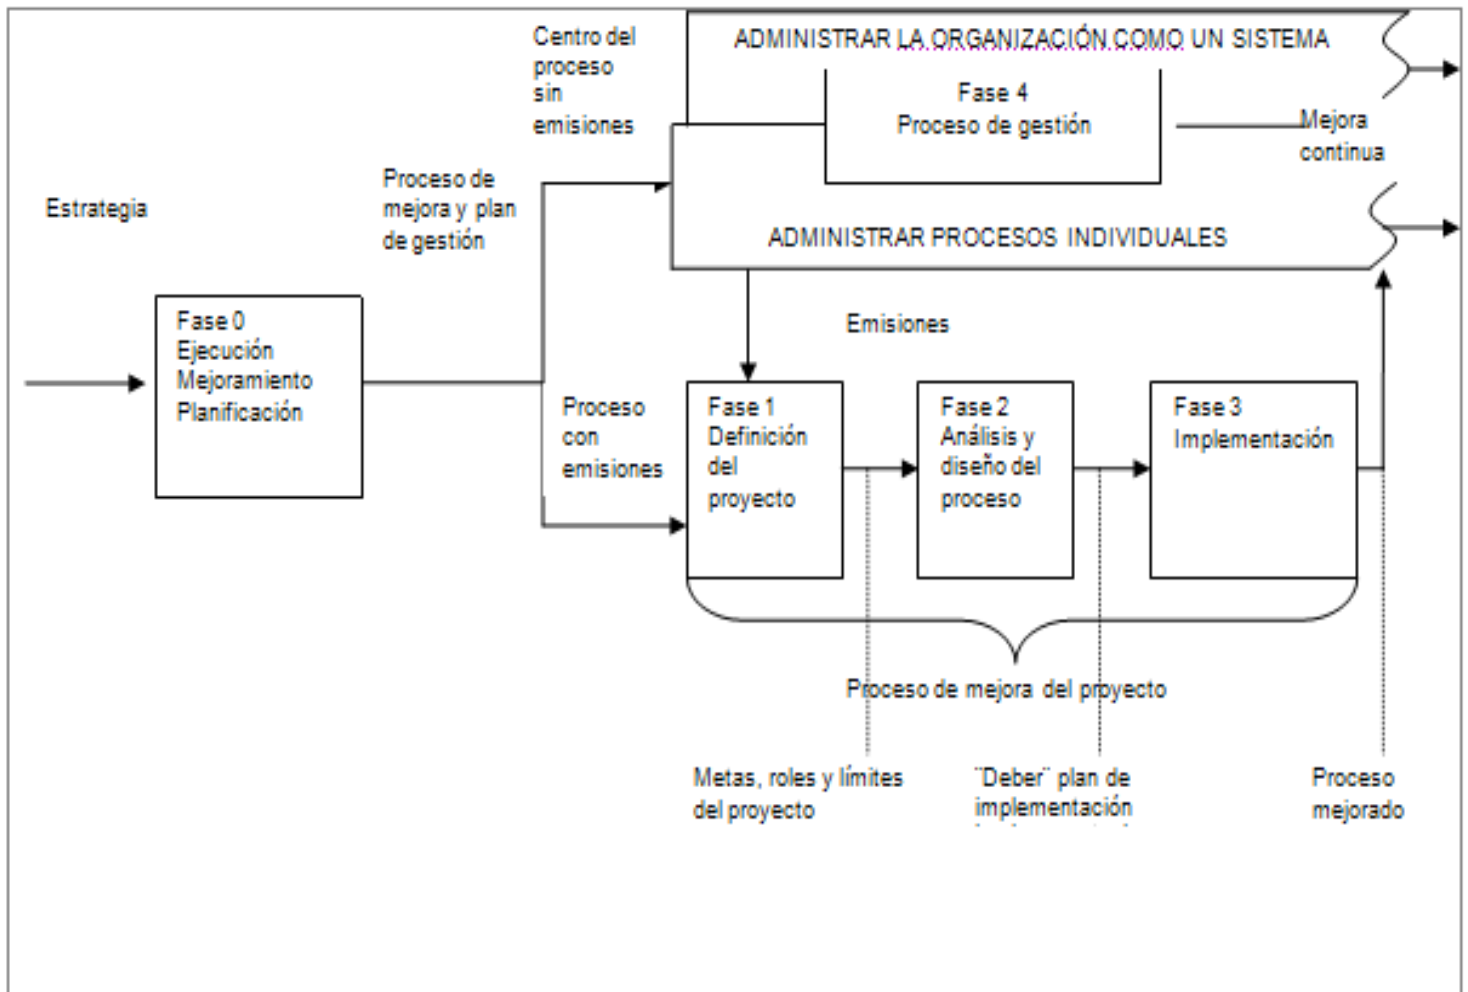 Centro del
proceso
sin
emisiones
ADMINISTRAR LA ORGANIZACIÓN COMO UN SISTEMA
Fase 4
Proceso de gestión
Mejora
continua
Estrategia
Proceso de
mejora y plan
de gestión
ADMINISTRAR PROCESOS INDIVIDUALES
Fase 0
Ejecución
Mejoramiento
Planificación
Emisiones
Proceso
con
emisiones
Fase 1
Definición
del
proyecto
Fase 2
Análisis y
diseño del
proceso
Fase 3
Implementación
Proceso de mejora del proyecto
Metas, roles y límites
del proyecto
¨Deber¨ plan de
implementación
Proceso
mejorado